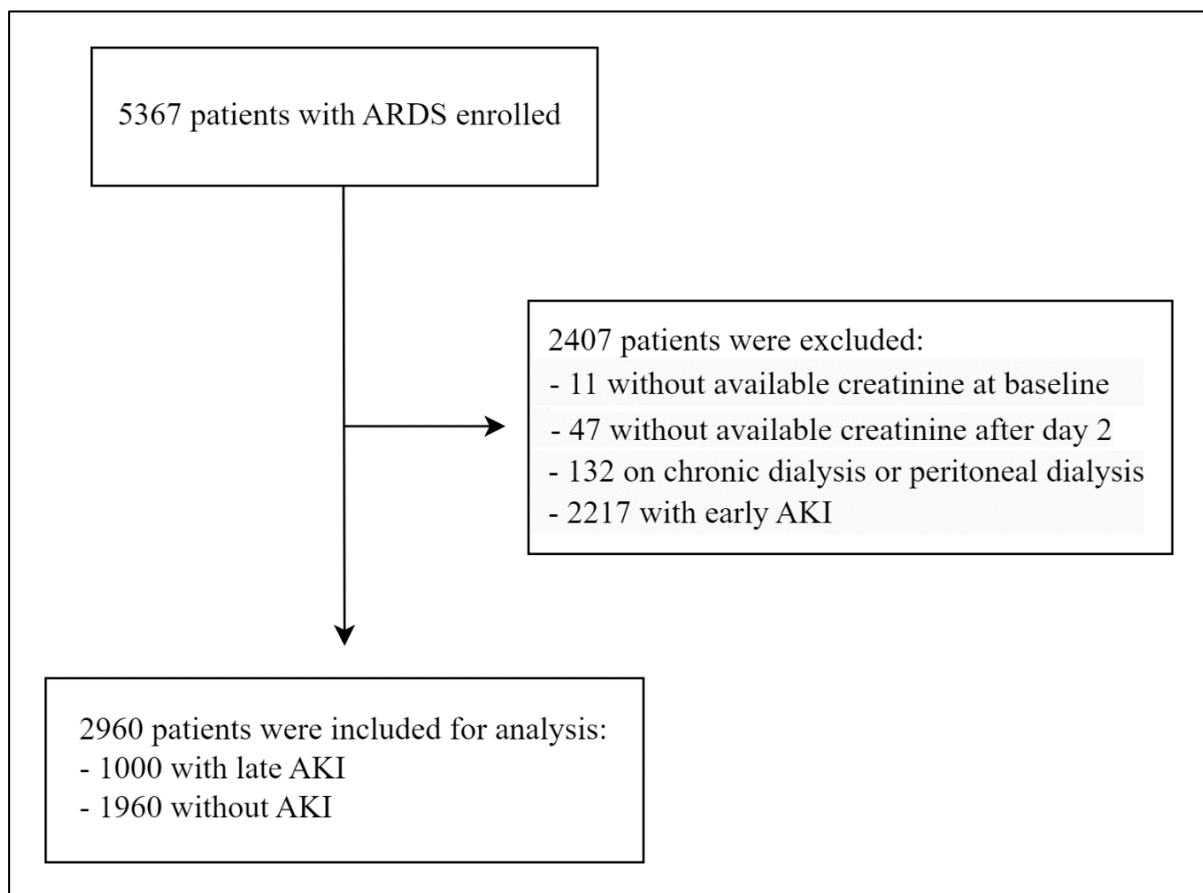 5367 patients with ARDS enrolled
2407 patients were excluded:
- 11 without available creatinine at baseline
- 47 without available creatinine after day 2
- 132 on chronic dialysis or peritoneal dialysis
- 2217 with early AKI
2960 patients were included for analysis:
- 1000 with late AKI
- 1960 without AKI